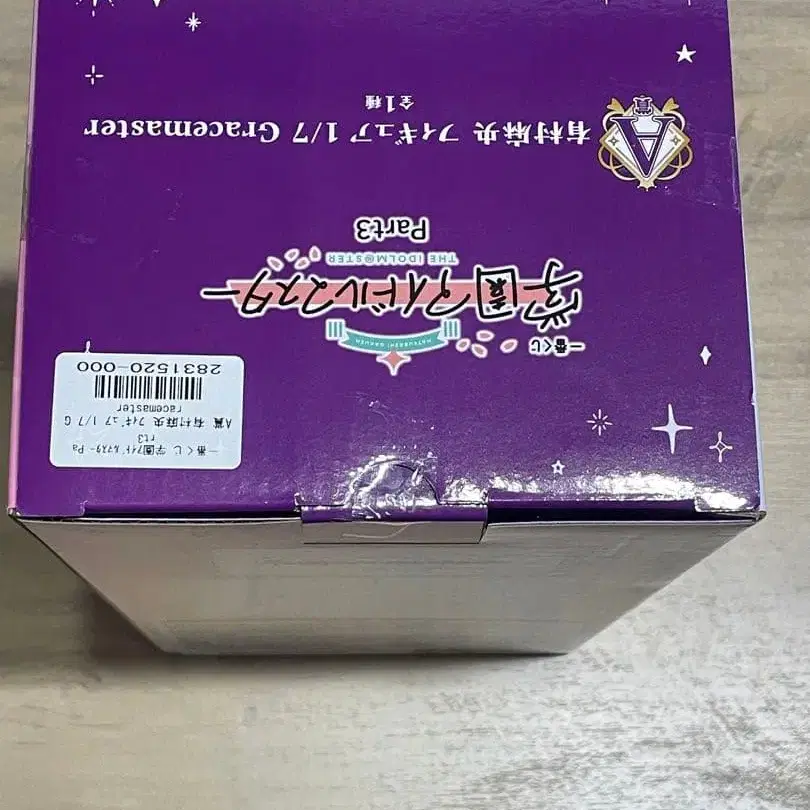 一番くじ
HATSUBOSHI GAKUEN
学園アイドルマスター
THE IDOLM@STER
Part3
A賞
有村麻央 フィギュア 1/7 Gracemaster
全1種
一番くじ 学園ｱｲﾄﾞﾙﾏｽﾀｰ Pa
rt3
A賞 有村麻央 ﾌｨｷﾞｭｱ 1/7 G
racemaster
2831520-000